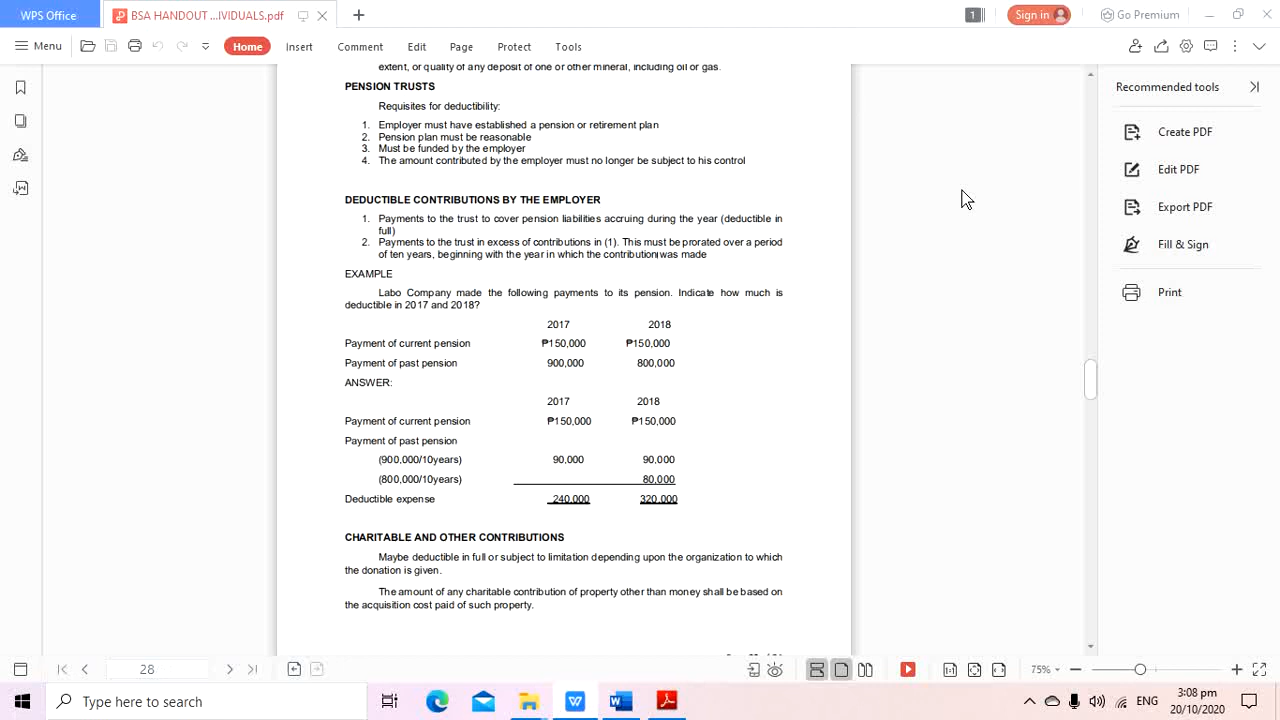 WPS Office
BSA HANDOUT ...IVIDUALS.pdf
1
Sign in
Go Premium
Menu
Home
Insert
Comment
Edit
Page
Protect
Tools
extent, or quality of any deposit of one or other mineral, including oil or gas.
PENSION TRUSTS
Requisites for deductibility:
1. Employer must have established a pension or retirement plan
2. Pension plan must be reasonable
3. Must be funded by the employer
4. The amount contributed by the employer must no longer be subject to his control
DEDUCTIBLE CONTRIBUTIONS BY THE EMPLOYER
1. Payments to the trust to cover pension liabilities accruing during the year (deductible in
full)
2. Payments to the trust in excess of contributions in (1). This must be prorated over a period
of ten years, beginning with the year in which the contribution was made
EXAMPLE
Labo Company made the following payments to its pension. Indicate how much is
deductible in 2017 and 2018?
2017 2018
Payment of current pension ₱150,000 ₱150,000
Payment of past pension 900,000 800,000
ANSWER:
2017 2018
Payment of current pension ₱150,000 ₱150,000
Payment of past pension
(900,000/10years) 90,000 90,000
(800,000/10years) 80,000
Deductible expense 240,000 320,000
CHARITABLE AND OTHER CONTRIBUTIONS
Maybe deductible in full or subject to limitation depending upon the organization to which
the donation is given.
The amount of any charitable contribution of property other than money shall be based on
the acquisition cost paid of such property.
Recommended tools
Create PDF
Edit PDF
Export PDF
Fill & Sign
Print
28
75%
Type here to search
ENG
3:08 pm
20/10/2020